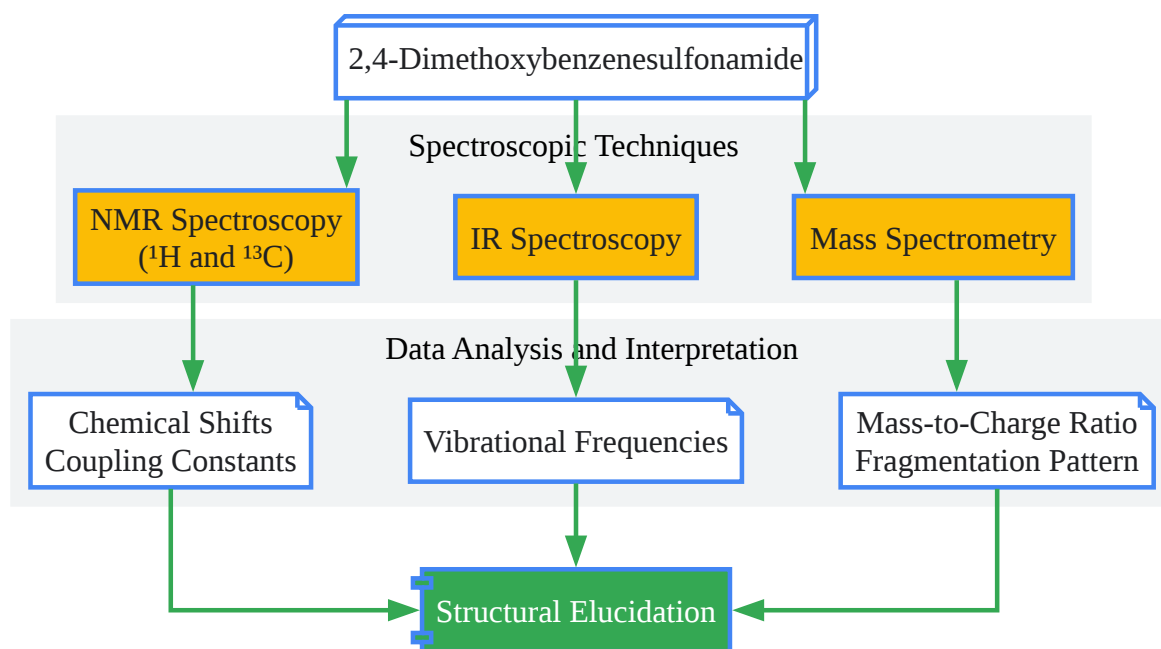 2,4-Dimethoxybenzenesulfonamide
Spectroscopic Techniques
NMR Spectroscopy
(¹H and ¹³C)
IR Spectroscopy
Mass Spectrometry
Data Analysis and Interpretation
Chemical Shifts
Coupling Constants
Vibrational Frequencies
Mass-to-Charge Ratio
Fragmentation Pattern
Structural Elucidation